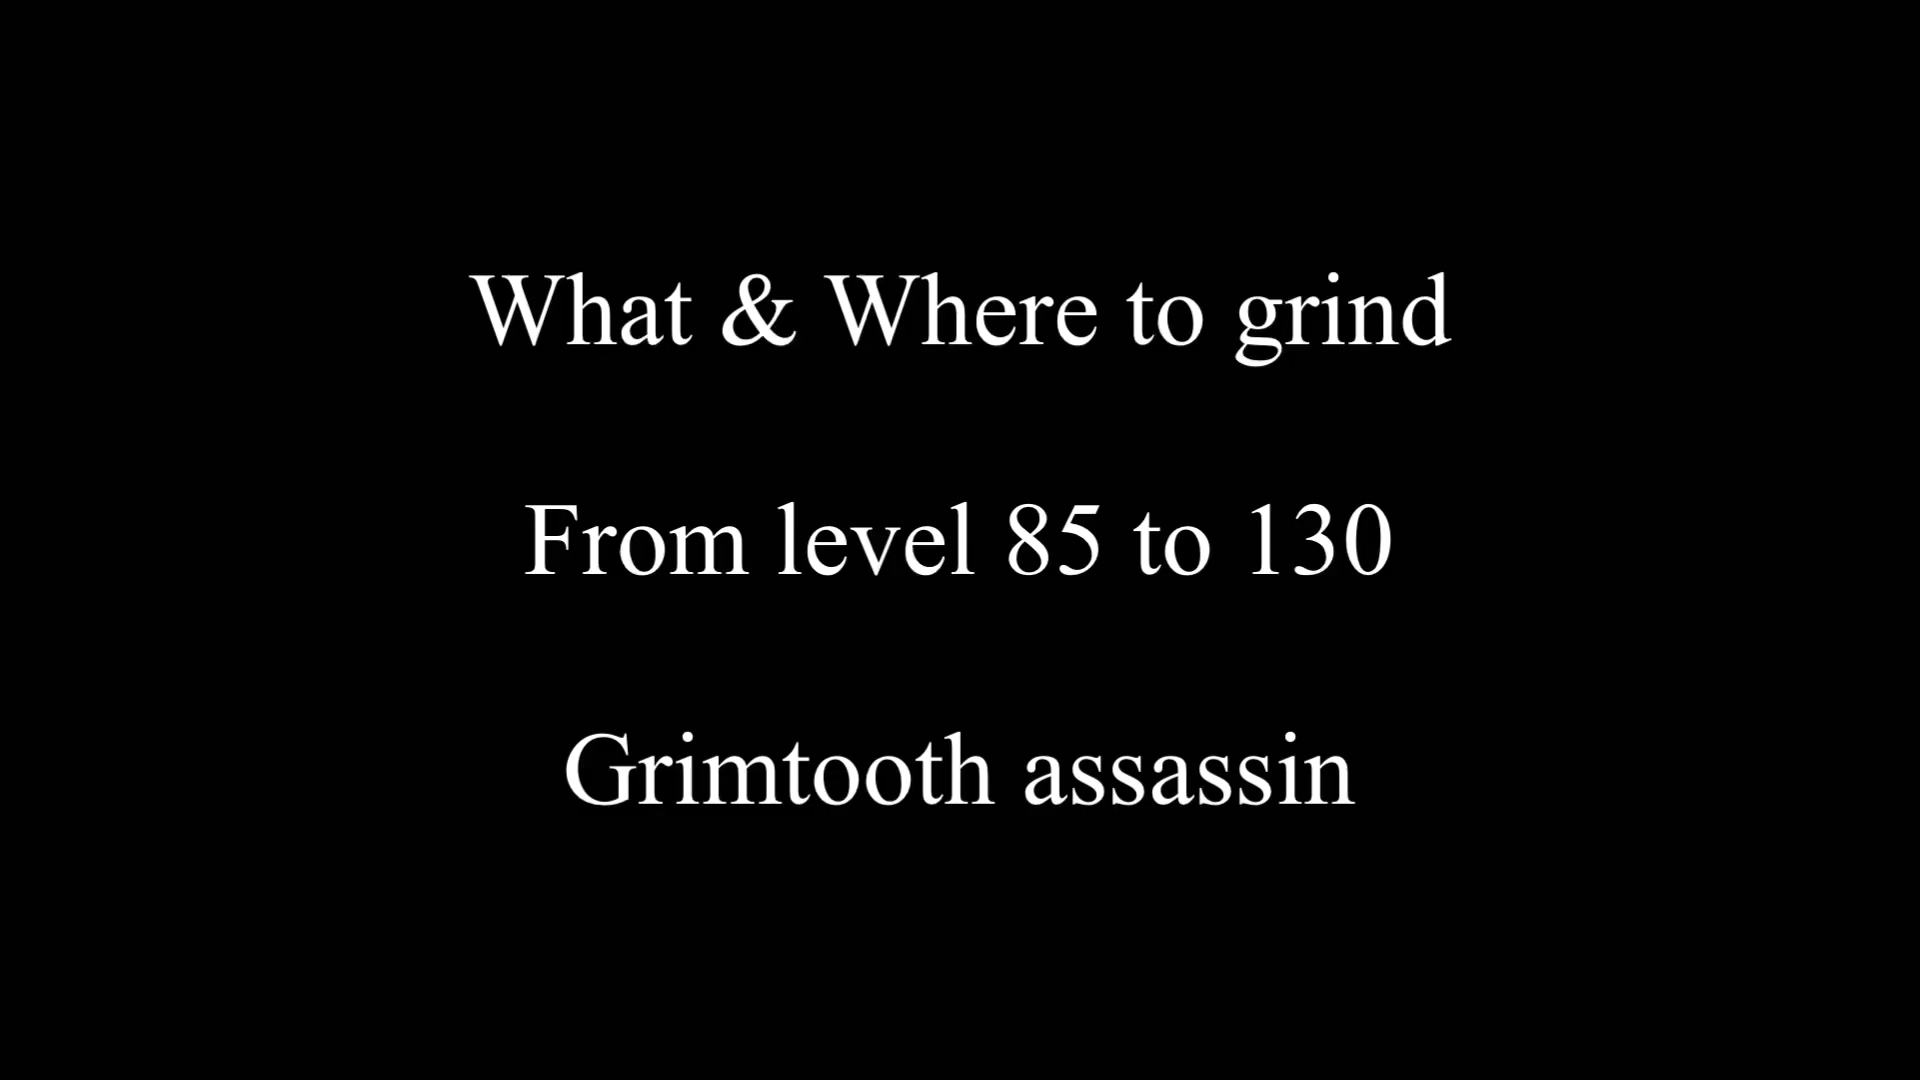 What & Where to grind
From level 85 to 130
Grimtooth assassin